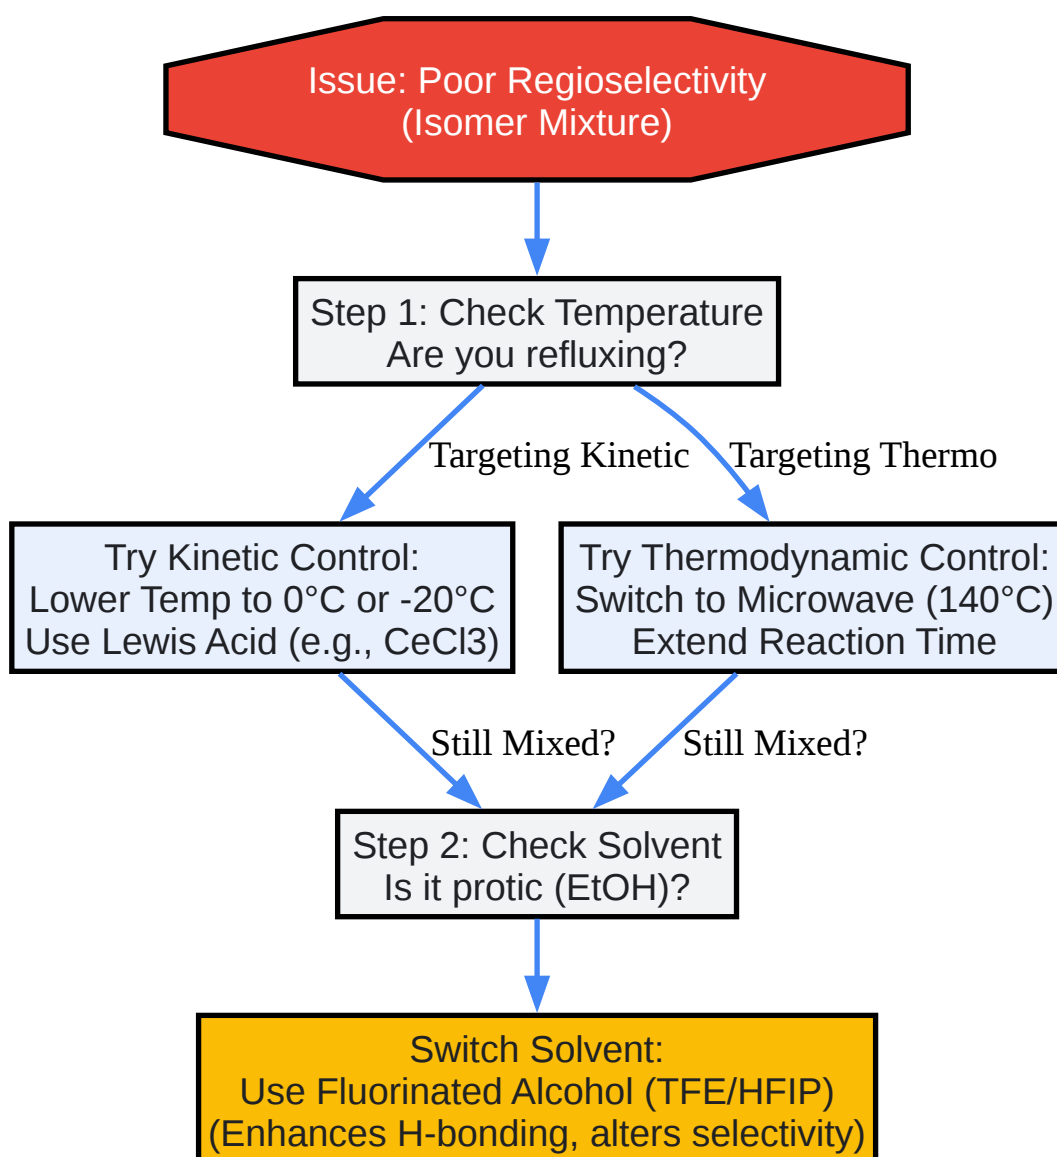 Issue: Poor Regioselectivity
(Isomer Mixture)
Step 1: Check Temperature
Are you refluxing?
Targeting Kinetic
Targeting Thermo
Try Kinetic Control:
Lower Temp to 0°C or -20°C
Use Lewis Acid (e.g., CeCl3)
Try Thermodynamic Control:
Switch to Microwave (140°C)
Extend Reaction Time
Still Mixed?
Still Mixed?
Step 2: Check Solvent
Is it protic (EtOH)?
Switch Solvent:
Use Fluorinated Alcohol (TFE/HFIP)
(Enhances H-bonding, alters selectivity)